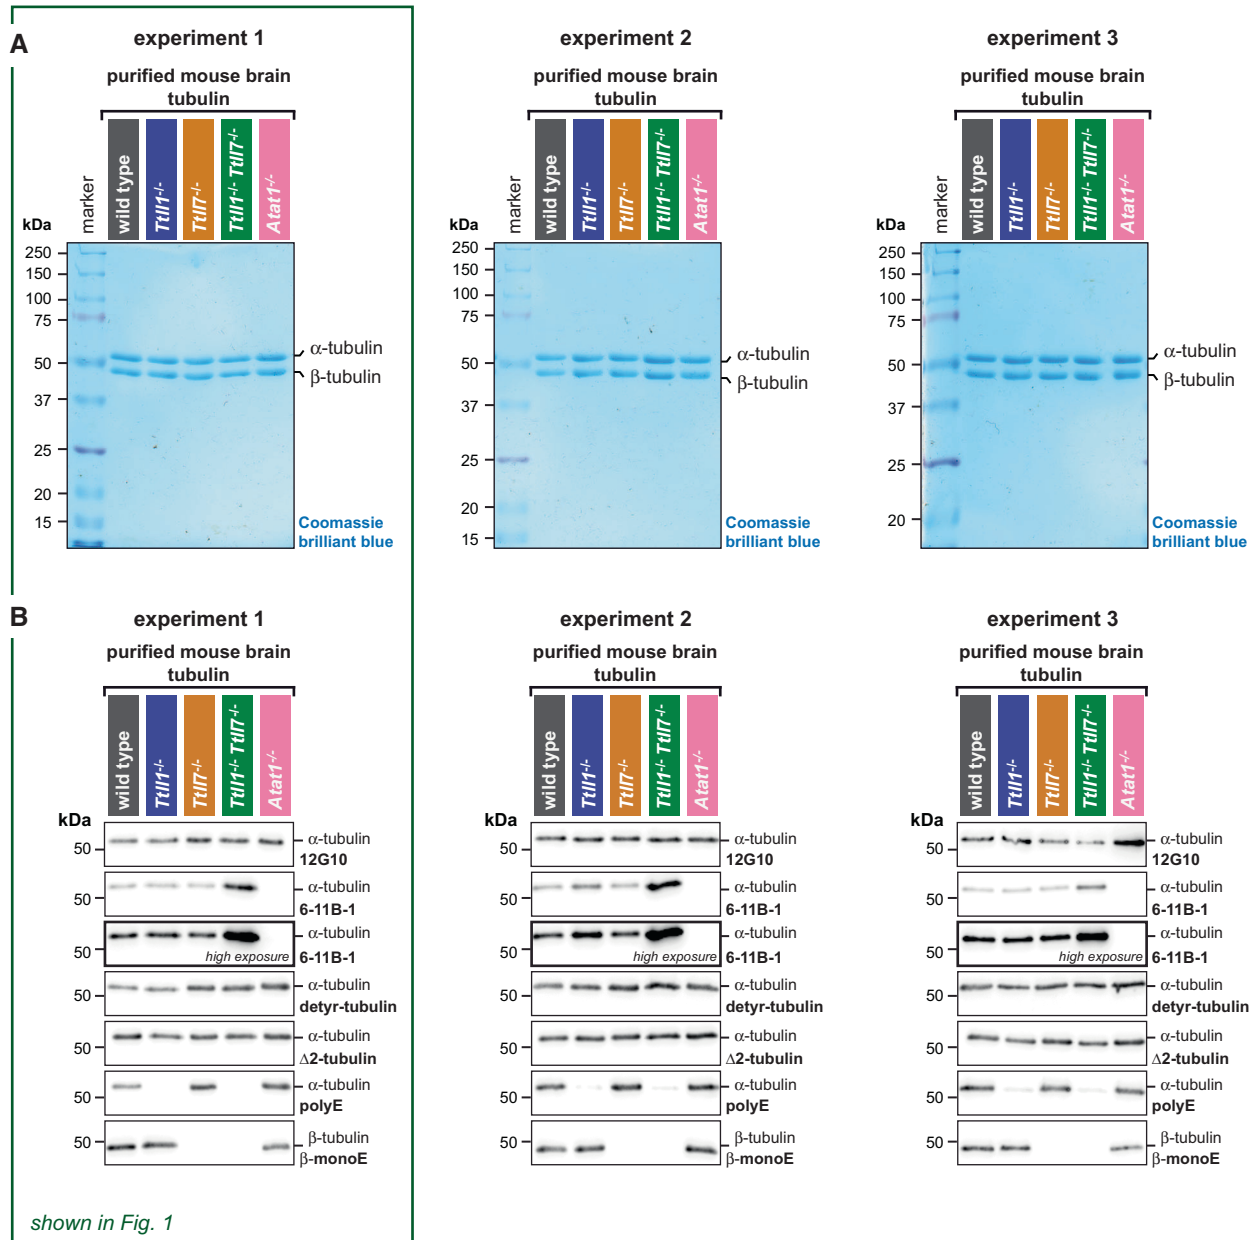 A
experiment 1
purified mouse brain
tubulin
kDa
marker
wild type
Ttll1-/-
Ttll7-/-
Ttll1-/- Ttll7-/-
Atat1-/-
250
150
100
75
50
37
25
20
15
α-tubulin
β-tubulin
Coomassie
brilliant blue
experiment 2
purified mouse brain
tubulin
kDa
marker
wild type
Ttll1-/-
Ttll7-/-
Ttll1-/- Ttll7-/-
Atat1-/-
250
150
100
75
50
37
25
20
15
α-tubulin
β-tubulin
Coomassie
brilliant blue
experiment 3
purified mouse brain
tubulin
kDa
marker
wild type
Ttll1-/-
Ttll7-/-
Ttll1-/- Ttll7-/-
Atat1-/-
250
150
100
75
50
37
25
20
α-tubulin
β-tubulin
Coomassie
brilliant blue
B
experiment 1
purified mouse brain
tubulin
wild type
Ttll1-/-
Ttll7-/-
Ttll1-/- Ttll7-/-
Atat1-/-
kDa
50
α-tubulin
12G10
50
α-tubulin
6-11B-1
50
high exposure
α-tubulin
6-11B-1
50
α-tubulin
detyr-tubulin
50
α-tubulin
Δ2-tubulin
50
α-tubulin
polyE
50
β-tubulin
β-monoE
shown in Fig. 1
experiment 2
purified mouse brain
tubulin
wild type
Ttll1-/-
Ttll7-/-
Ttll1-/- Ttll7-/-
Atat1-/-
kDa
50
α-tubulin
12G10
50
α-tubulin
6-11B-1
50
high exposure
α-tubulin
6-11B-1
50
α-tubulin
detyr-tubulin
50
α-tubulin
Δ2-tubulin
50
α-tubulin
polyE
50
β-tubulin
β-monoE
experiment 3
purified mouse brain
tubulin
wild type
Ttll1-/-
Ttll7-/-
Ttll1-/- Ttll7-/-
Atat1-/-
kDa
50
α-tubulin
12G10
50
α-tubulin
6-11B-1
50
high exposure
α-tubulin
6-11B-1
50
α-tubulin
detyr-tubulin
50
α-tubulin
Δ2-tubulin
50
α-tubulin
polyE
50
β-tubulin
β-monoE